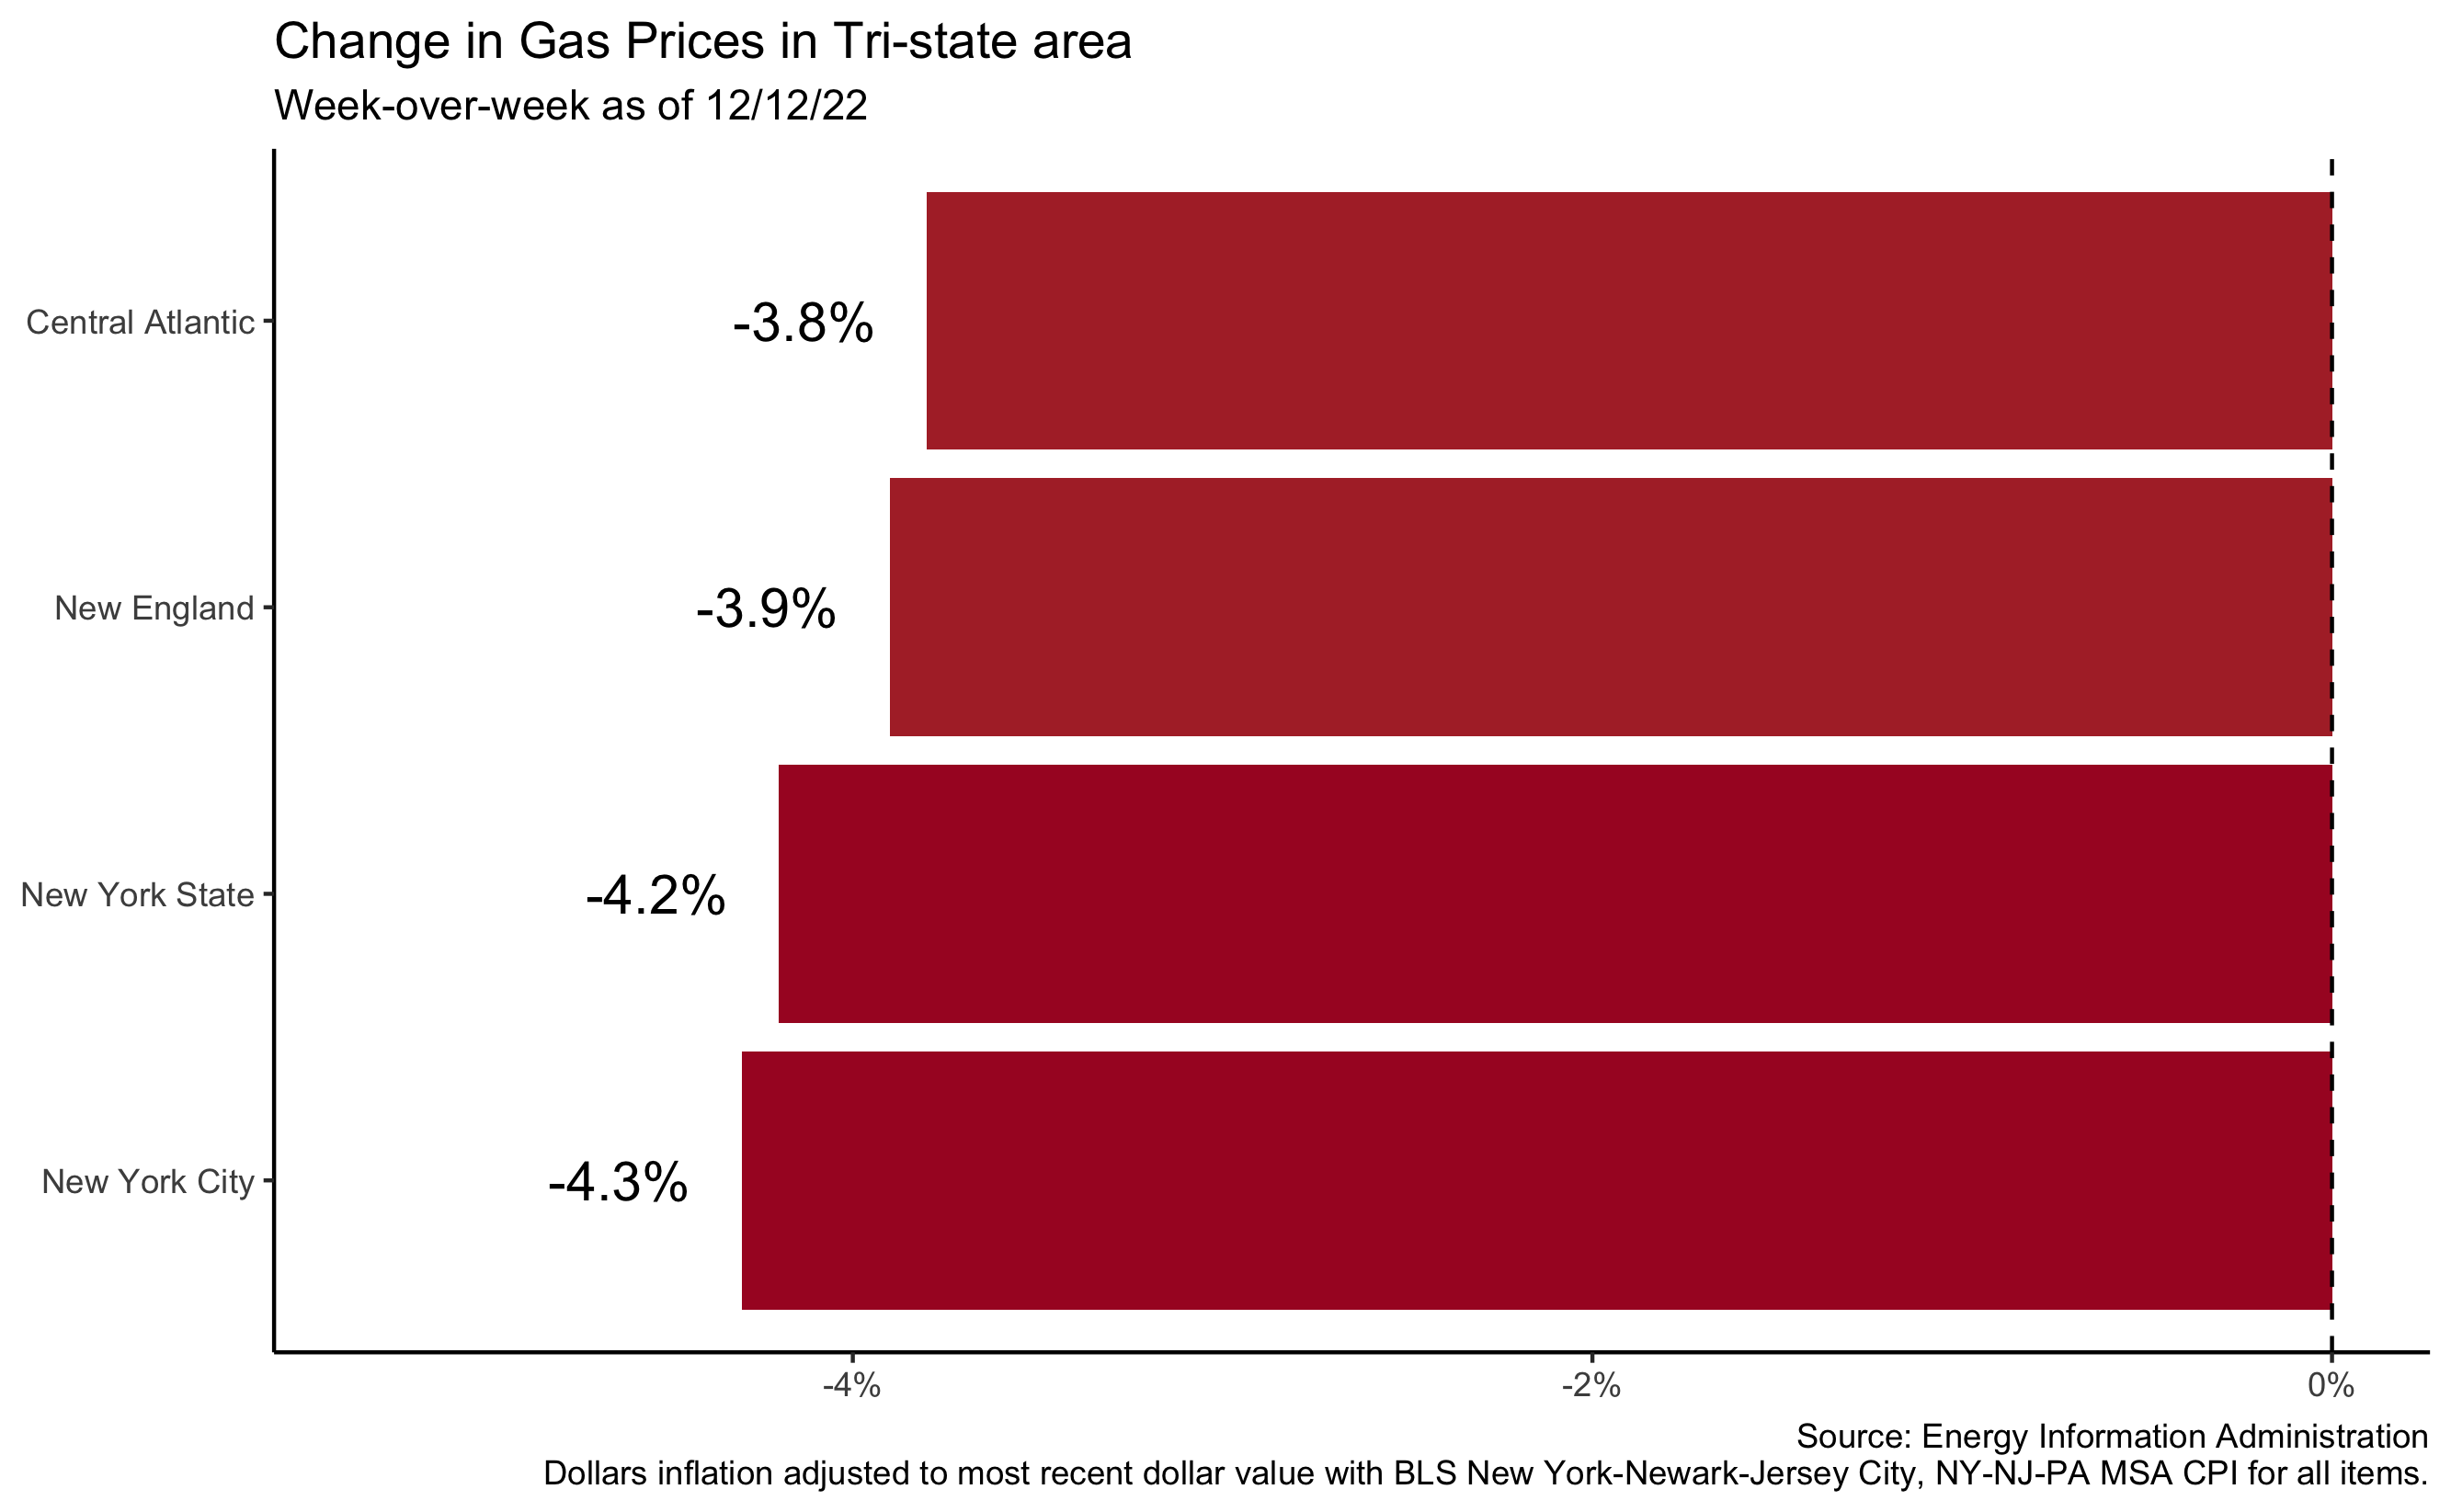 Change in Gas Prices in Tri-state area
Week-over-week as of 12/12/22
Central Atlantic
-3.8%
New England
-3.9%
New York State
-4.2%
New York City
-4.3%
-4%
-2%
0%
Source: Energy Information Administration
Dollars inflation adjusted to most recent dollar value with BLS New York-Newark-Jersey City, NY-NJ-PA MSA CPI for all items.